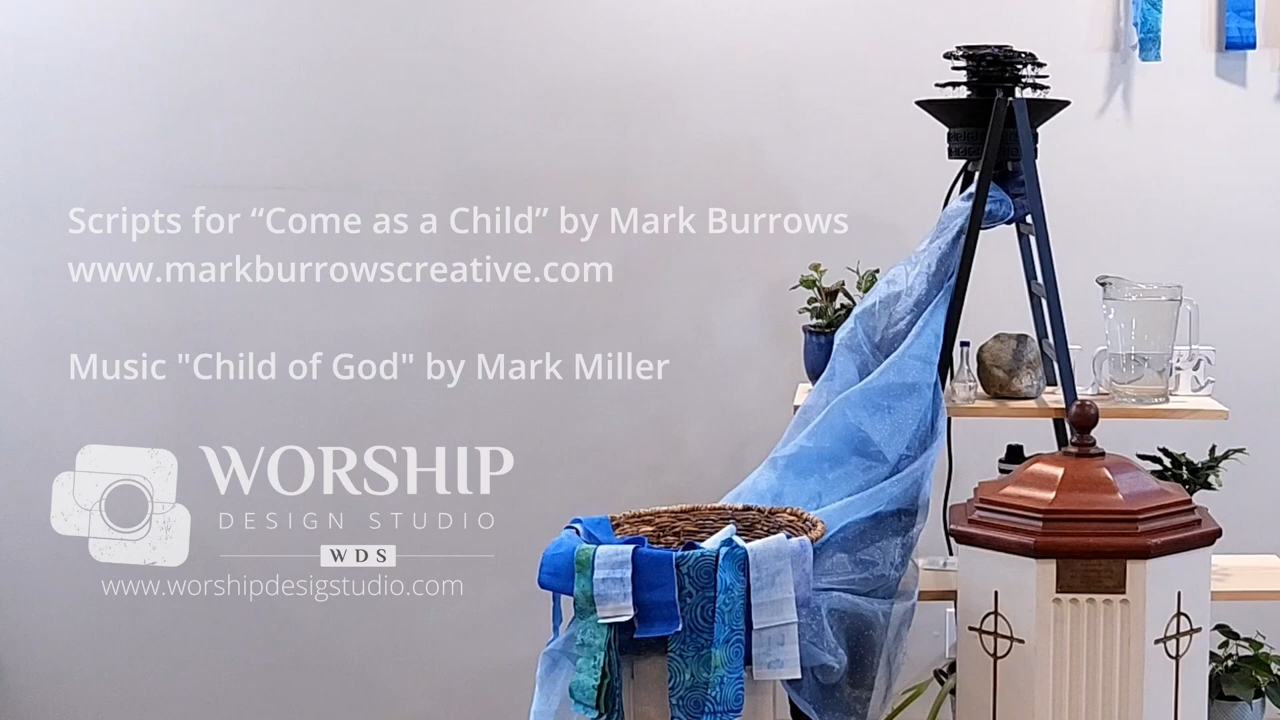 Scripts for “Come as a Child” by Mark Burrows
www.markburrowscreative.com
Music "Child of God" by Mark Miller
WORSHIP
DESIGN STUDIO
WDS
www.worshipdesigstudio.com